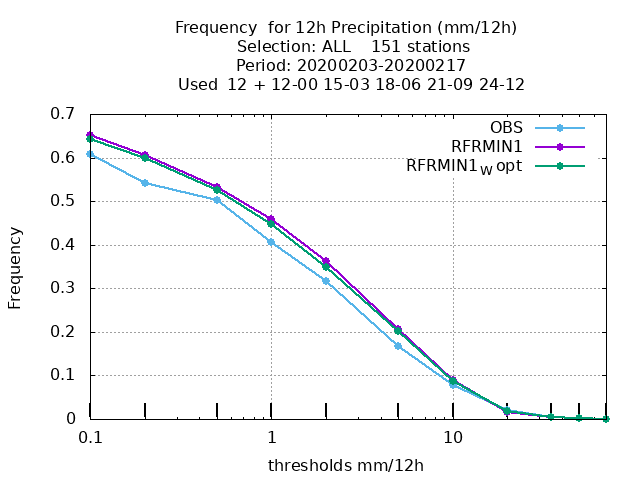 Frequency  for 12h Precipitation (mm/12h)
Selection: ALL    151 stations
Period: 20200203-20200217
Used  12 + 12-00 15-03 18-06 21-09 24-12
OBS
RFRMIN1
RFRMIN1W opt
0.7
0.6
0.5
0.4
0.3
0.2
0.1
0
Frequency
0.1
1
10
thresholds mm/12h